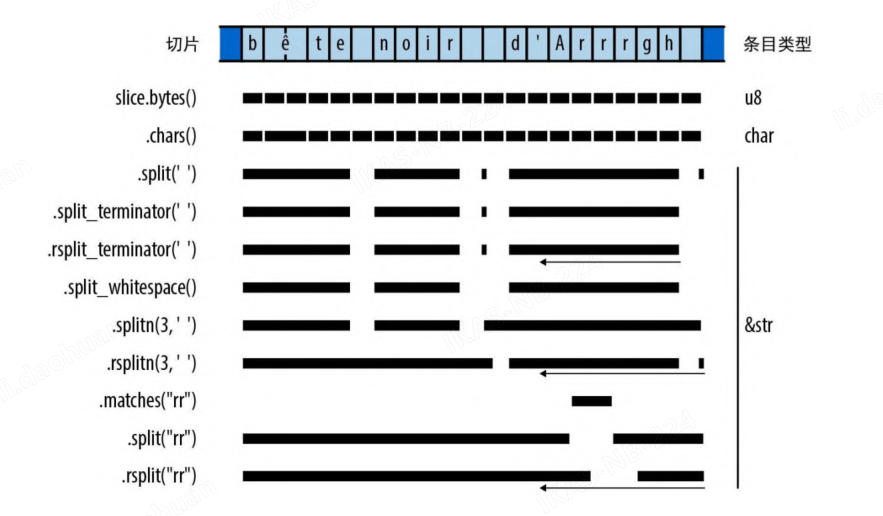 切片 b ê t e n o i r d ' A r r r g h 条目类型
slice.bytes() u8
.chars() char
.split(' ')
.split_terminator(' ')
.rsplit_terminator(' ')
.split_whitespace()
.splitn(3,' ') &str
.rsplitn(3,' ')
.matches("rr")
.split("rr")
.rsplit("rr")